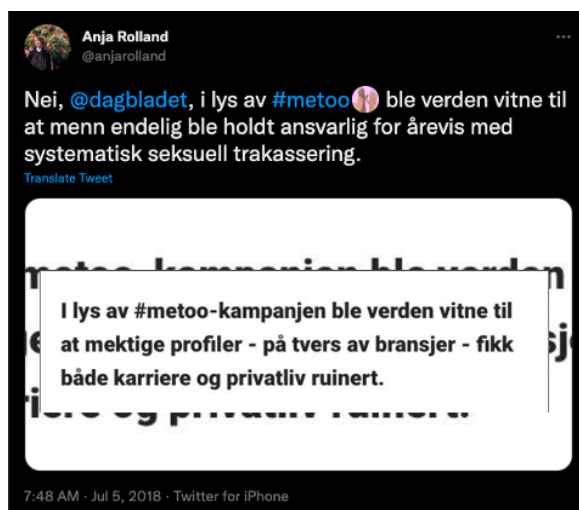 Anja Rolland
@anjarolland
Nei, @dagbladet, i lys av #metoo ble verden vitne til
at menn endelig ble holdt ansvarlig for årevis med
systematisk seksuell trakassering.
Translate Tweet
I lys av #metoo-kampanjen ble verden vitne til
at mektige profiler - på tvers av bransjer - fikk
både karriere og privatliv ruinert.
7:48 AM · Jul 5, 2018 · Twitter for iPhone